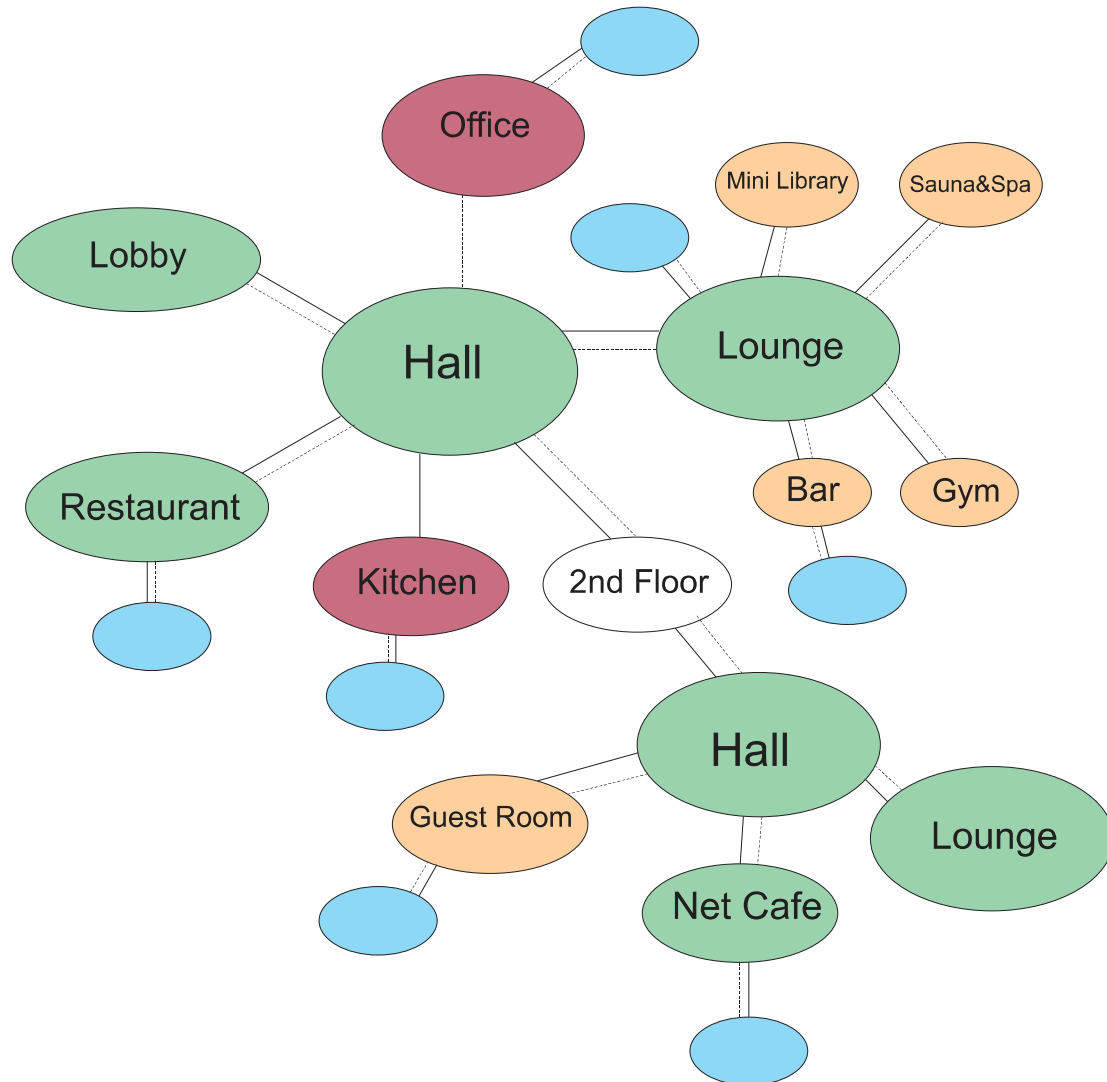 Office
Mini Library
Sauna&Spa
Lobby
Hall
Lounge
Restaurant
Kitchen
2nd Floor
Bar
Gym
Hall
Guest Room
Lounge
Net Cafe